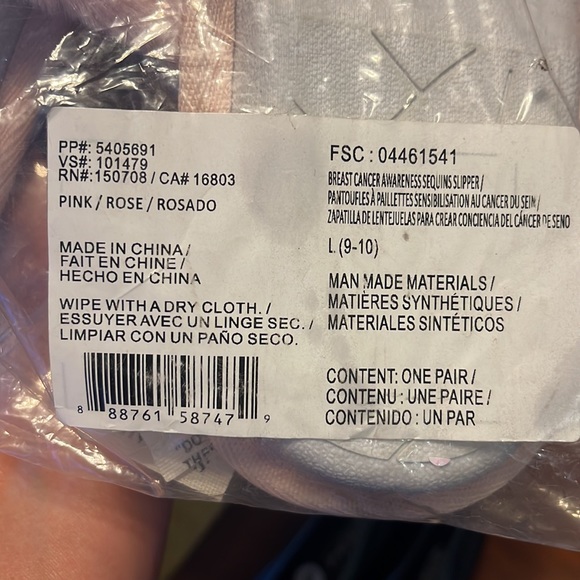 PP#: 5405691
VS#: 101479
RN#:150708 / CA# 16803
PINK / ROSE / ROSADO
MADE IN CHINA /
FAIT EN CHINE /
HECHO EN CHINA
WIPE WITH A DRY CLOTH. /
ESSUYER AVEC UN LINGE SEC. /
LIMPIAR CON UN PAÑO SECO.
8 88761 58747 9
FSC : 04461541
BREAST CANCER AWARENESS SEQUINS SLIPPER /
PANTOUFLES À PAILLETTES SENSIBILISATION AU CANCER DU SEIN /
ZAPATILLA DE LENTEJUELAS PARA CREAR CONCIENCIA DEL CÁNCER DE SENO
L (9-10)
MAN MADE MATERIALS /
MATIÈRES SYNTHÉTIQUES /
MATERIALES SINTÉTICOS
CONTENT: ONE PAIR /
CONTENU : UNE PAIRE /
CONTENIDO : UN PAR